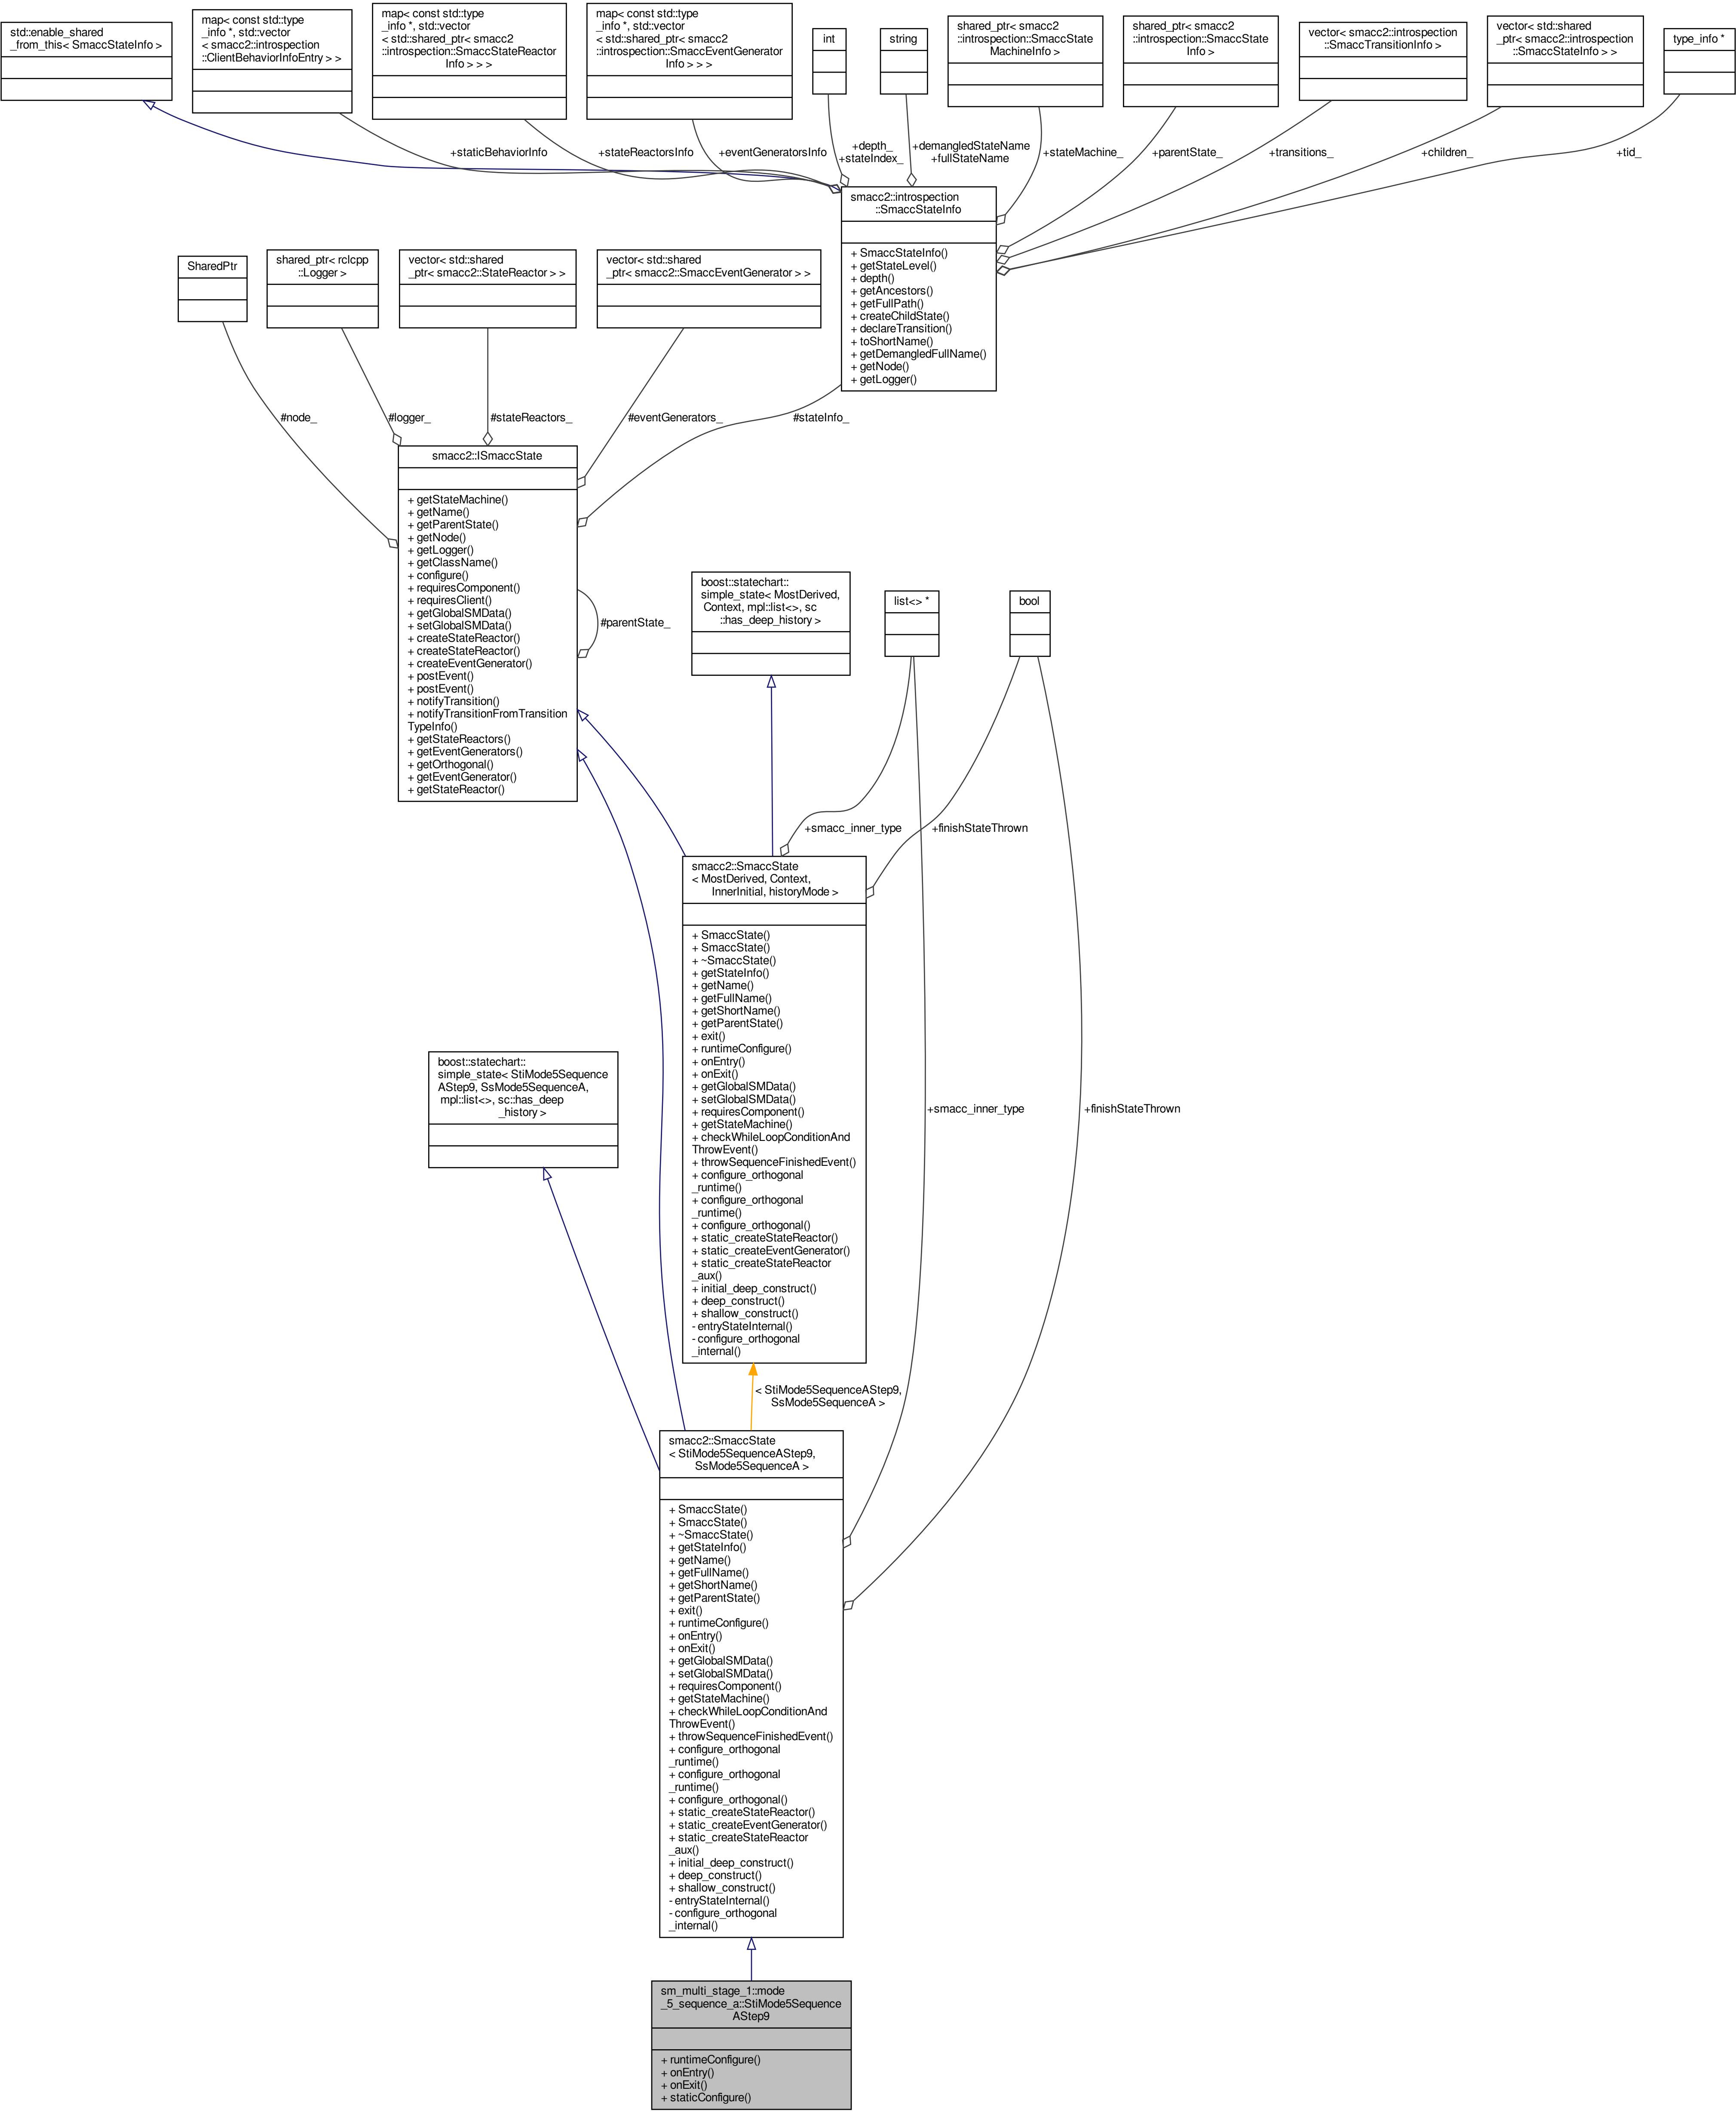 std::enable_shared
_from_this< SmaccStateInfo >
map< const std::type
_info *, std::vector
< smacc2::introspection
::ClientBehaviorInfoEntry > >
map< const std::type
_info *, std::vector
< std::shared_ptr< smacc2
::introspection::SmaccStateReactor
Info > > >
map< const std::type
_info *, std::vector
< std::shared_ptr< smacc2
::introspection::SmaccEventGenerator
Info > > >
int
string
shared_ptr< smacc2
::introspection::SmaccState
MachineInfo >
shared_ptr< smacc2
::introspection::SmaccState
Info >
vector< smacc2::introspection
::SmaccTransitionInfo >
vector< std::shared
_ptr< smacc2::introspection
::SmaccStateInfo > >
type_info *
+staticBehaviorInfo
+stateReactorsInfo
+eventGeneratorsInfo
+depth_
+stateIndex_
+demangledStateName
+fullStateName
+stateMachine_
+parentState_
+transitions_
+children_
+tid_
smacc2::introspection
::SmaccStateInfo
+ SmaccStateInfo()
+ getStateLevel()
+ depth()
+ getAncestors()
+ getFullPath()
+ createChildState()
+ declareTransition()
+ toShortName()
+ getDemangledFullName()
+ getNode()
+ getLogger()
SharedPtr
shared_ptr< rclcpp
::Logger >
vector< std::shared
_ptr< smacc2::StateReactor > >
vector< std::shared
_ptr< smacc2::SmaccEventGenerator > >
#node_
#logger_
#stateReactors_
#eventGenerators_
#stateInfo_
smacc2::ISmaccState
+ getStateMachine()
+ getName()
+ getParentState()
+ getNode()
+ getLogger()
+ getClassName()
+ configure()
+ requiresComponent()
+ requiresClient()
+ getGlobalSMData()
+ setGlobalSMData()
+ createStateReactor()
+ createStateReactor()
+ createEventGenerator()
+ postEvent()
+ postEvent()
+ notifyTransition()
+ notifyTransitionFromTransition
TypeInfo()
+ getStateReactors()
+ getEventGenerators()
+ getOrthogonal()
+ getEventGenerator()
+ getStateReactor()
#parentState_
boost::statechart::
simple_state< MostDerived,
Context, mpl::list<>, sc
::has_deep_history >
list<> *
bool
+smacc_inner_type
+finishStateThrown
smacc2::SmaccState
< MostDerived, Context,
InnerInitial, historyMode >
+ SmaccState()
+ SmaccState()
+ ~SmaccState()
+ getStateInfo()
+ getName()
+ getFullName()
+ getShortName()
+ getParentState()
+ exit()
+ runtimeConfigure()
+ onEntry()
+ onExit()
+ getGlobalSMData()
+ setGlobalSMData()
+ requiresComponent()
+ getStateMachine()
+ checkWhileLoopConditionAnd
ThrowEvent()
+ throwSequenceFinishedEvent()
+ configure_orthogonal
_runtime()
+ configure_orthogonal
_runtime()
+ configure_orthogonal()
+ static_createStateReactor()
+ static_createEventGenerator()
+ static_createStateReactor
_aux()
+ initial_deep_construct()
+ deep_construct()
+ shallow_construct()
- entryStateInternal()
- configure_orthogonal
_internal()
boost::statechart::
simple_state< StiMode5Sequence
AStep9, SsMode5SequenceA,
mpl::list<>, sc::has_deep
_history >
+smacc_inner_type
+finishStateThrown
< StiMode5SequenceAStep9,
SsMode5SequenceA >
smacc2::SmaccState
< StiMode5SequenceAStep9,
SsMode5SequenceA >
+ SmaccState()
+ SmaccState()
+ ~SmaccState()
+ getStateInfo()
+ getName()
+ getFullName()
+ getShortName()
+ getParentState()
+ exit()
+ runtimeConfigure()
+ onEntry()
+ onExit()
+ getGlobalSMData()
+ setGlobalSMData()
+ requiresComponent()
+ getStateMachine()
+ checkWhileLoopConditionAnd
ThrowEvent()
+ throwSequenceFinishedEvent()
+ configure_orthogonal
_runtime()
+ configure_orthogonal
_runtime()
+ configure_orthogonal()
+ static_createStateReactor()
+ static_createEventGenerator()
+ static_createStateReactor
_aux()
+ initial_deep_construct()
+ deep_construct()
+ shallow_construct()
- entryStateInternal()
- configure_orthogonal
_internal()
sm_multi_stage_1::mode
_5_sequence_a::StiMode5Sequence
AStep9
+ runtimeConfigure()
+ onEntry()
+ onExit()
+ staticConfigure()